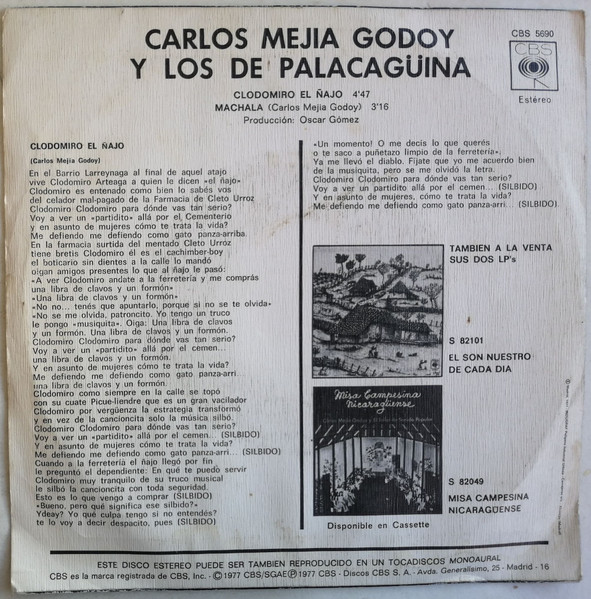 CARLOS MEJIA GODOY
Y LOS DE PALACAGÜINA
CBS 5690
CBS
Estéreo
CLODOMIRO EL ÑAJO 4'47
MACHALA (Carlos Mejia Godoy) 3'16
Producción: Oscar Gómez
CLODOMIRO EL ÑAJO
(Carlos Mejia Godoy)
En el Barrio Larreynaga al final de aquel atajo
vive Clodomiro Arteaga a quien le dicen «el ñajo»
Clodomiro es entenado como bien lo sabés vos
del celador mal-pagado de la Farmacia de Cleto Urroz
Clodomiro Clodomiro para dónde vas tan serio?
Voy a ver un «partidito» allá por el Cementerio
y en asunto de mujeres cómo te trata la vida?
Me defiendo me defiendo como gato panza-arriba.
En la farmacia surtida del mentado Cleto Urróz
tiene bretis Clodomiro él es el cachimber-boy
el boticario sin dientes a la calle lo mandó
oigan amigos presentes lo que al ñajo le pasó:
«A ver Clodomiro andate a la ferretería y me comprás
una libra de clavos y un formón»
«Una libra de clavos y un formón»
«No no... tenés que apuntarlo, porque si no se te olvida»
«No se me olvida, patroncito. Yo tengo un truco
le pongo «musiquita». Oiga: Una libra de clavos
y un formón. Una libra de clavos y un formón.
Clodomiro Clodomiro para dónde vas tan serio?
Voy a ver un «partidito» allá por el cemen...
una libra de clavos y un formón.
Y en asunto de mujeres cómo te trata la vida?
Me defiendo me defiendo como gato panza-arri...
una libra de clavos y un formón.
Clodomiro como siempre en la calle se topó
con su cuate Picue-liendre que es un gran vacilador
Clodomiro por vergüenza la estrategia transformó
y en vez de la cancioncita solo la música silbó.
Clodomiro Clodomiro para dónde vas tan serio?
Voy a ver un «partidito» allá por el cemen... (SILBIDO)
Y en asunto de mujeres cómo te trata la vida?
Me defiendo me defiendo como gato panza-arri... (SILBIDO)
Cuando a la ferretería el ñajo llegó por fin
le preguntó el dependiente: En qué te puedo servir
Clodomiro muy tranquilo de su truco musical
le silbó la cancioncita con toda seguridad.
Esto es lo que vengo a comprar (SILBIDO)
«Bueno, pero qué significa ese silbido?»
Ydeay? Yo qué culpa tengo si no entendés?
te lo voy a decir despacito, pues (SILBIDO)
«Un momento! O me decis lo que querés
o te saco a puñetazo limpio de la ferretería»,
Ya me llevó el diablo. Fijate que yo me acuerdo bien
de la musiquita, pero se me olvidó la letra.
Clodomiro Clodomiro para dónde vas tan serio?
Voy a ver un partidito allá por el cemen... (SILBIDO)
Y en asunto de mujeres, cómo te trata la vida?
Me defiendo me defiendo como gato panza-arri... (SILBIDO).
TAMBIEN A LA VENTA
SUS DOS LP's
S 82101
EL SON NUESTRO
DE CADA DIA
Misa Campesina
Nicaragüense
S 82049
MISA CAMPESINA
NICARAGÜENSE
Disponible en Cassette
ESTE DISCO ESTEREO PUEDE SER TAMBIEN REPRODUCIDO EN UN TOCADISCOS MONOAURAL
CBS es la marca registrada de CBS, Inc. - © 1977 CBS/SGAE Ⓟ 1977 CBS - Discos CBS S. A. - Avda. Generalísimo, 25 - Madrid - 16